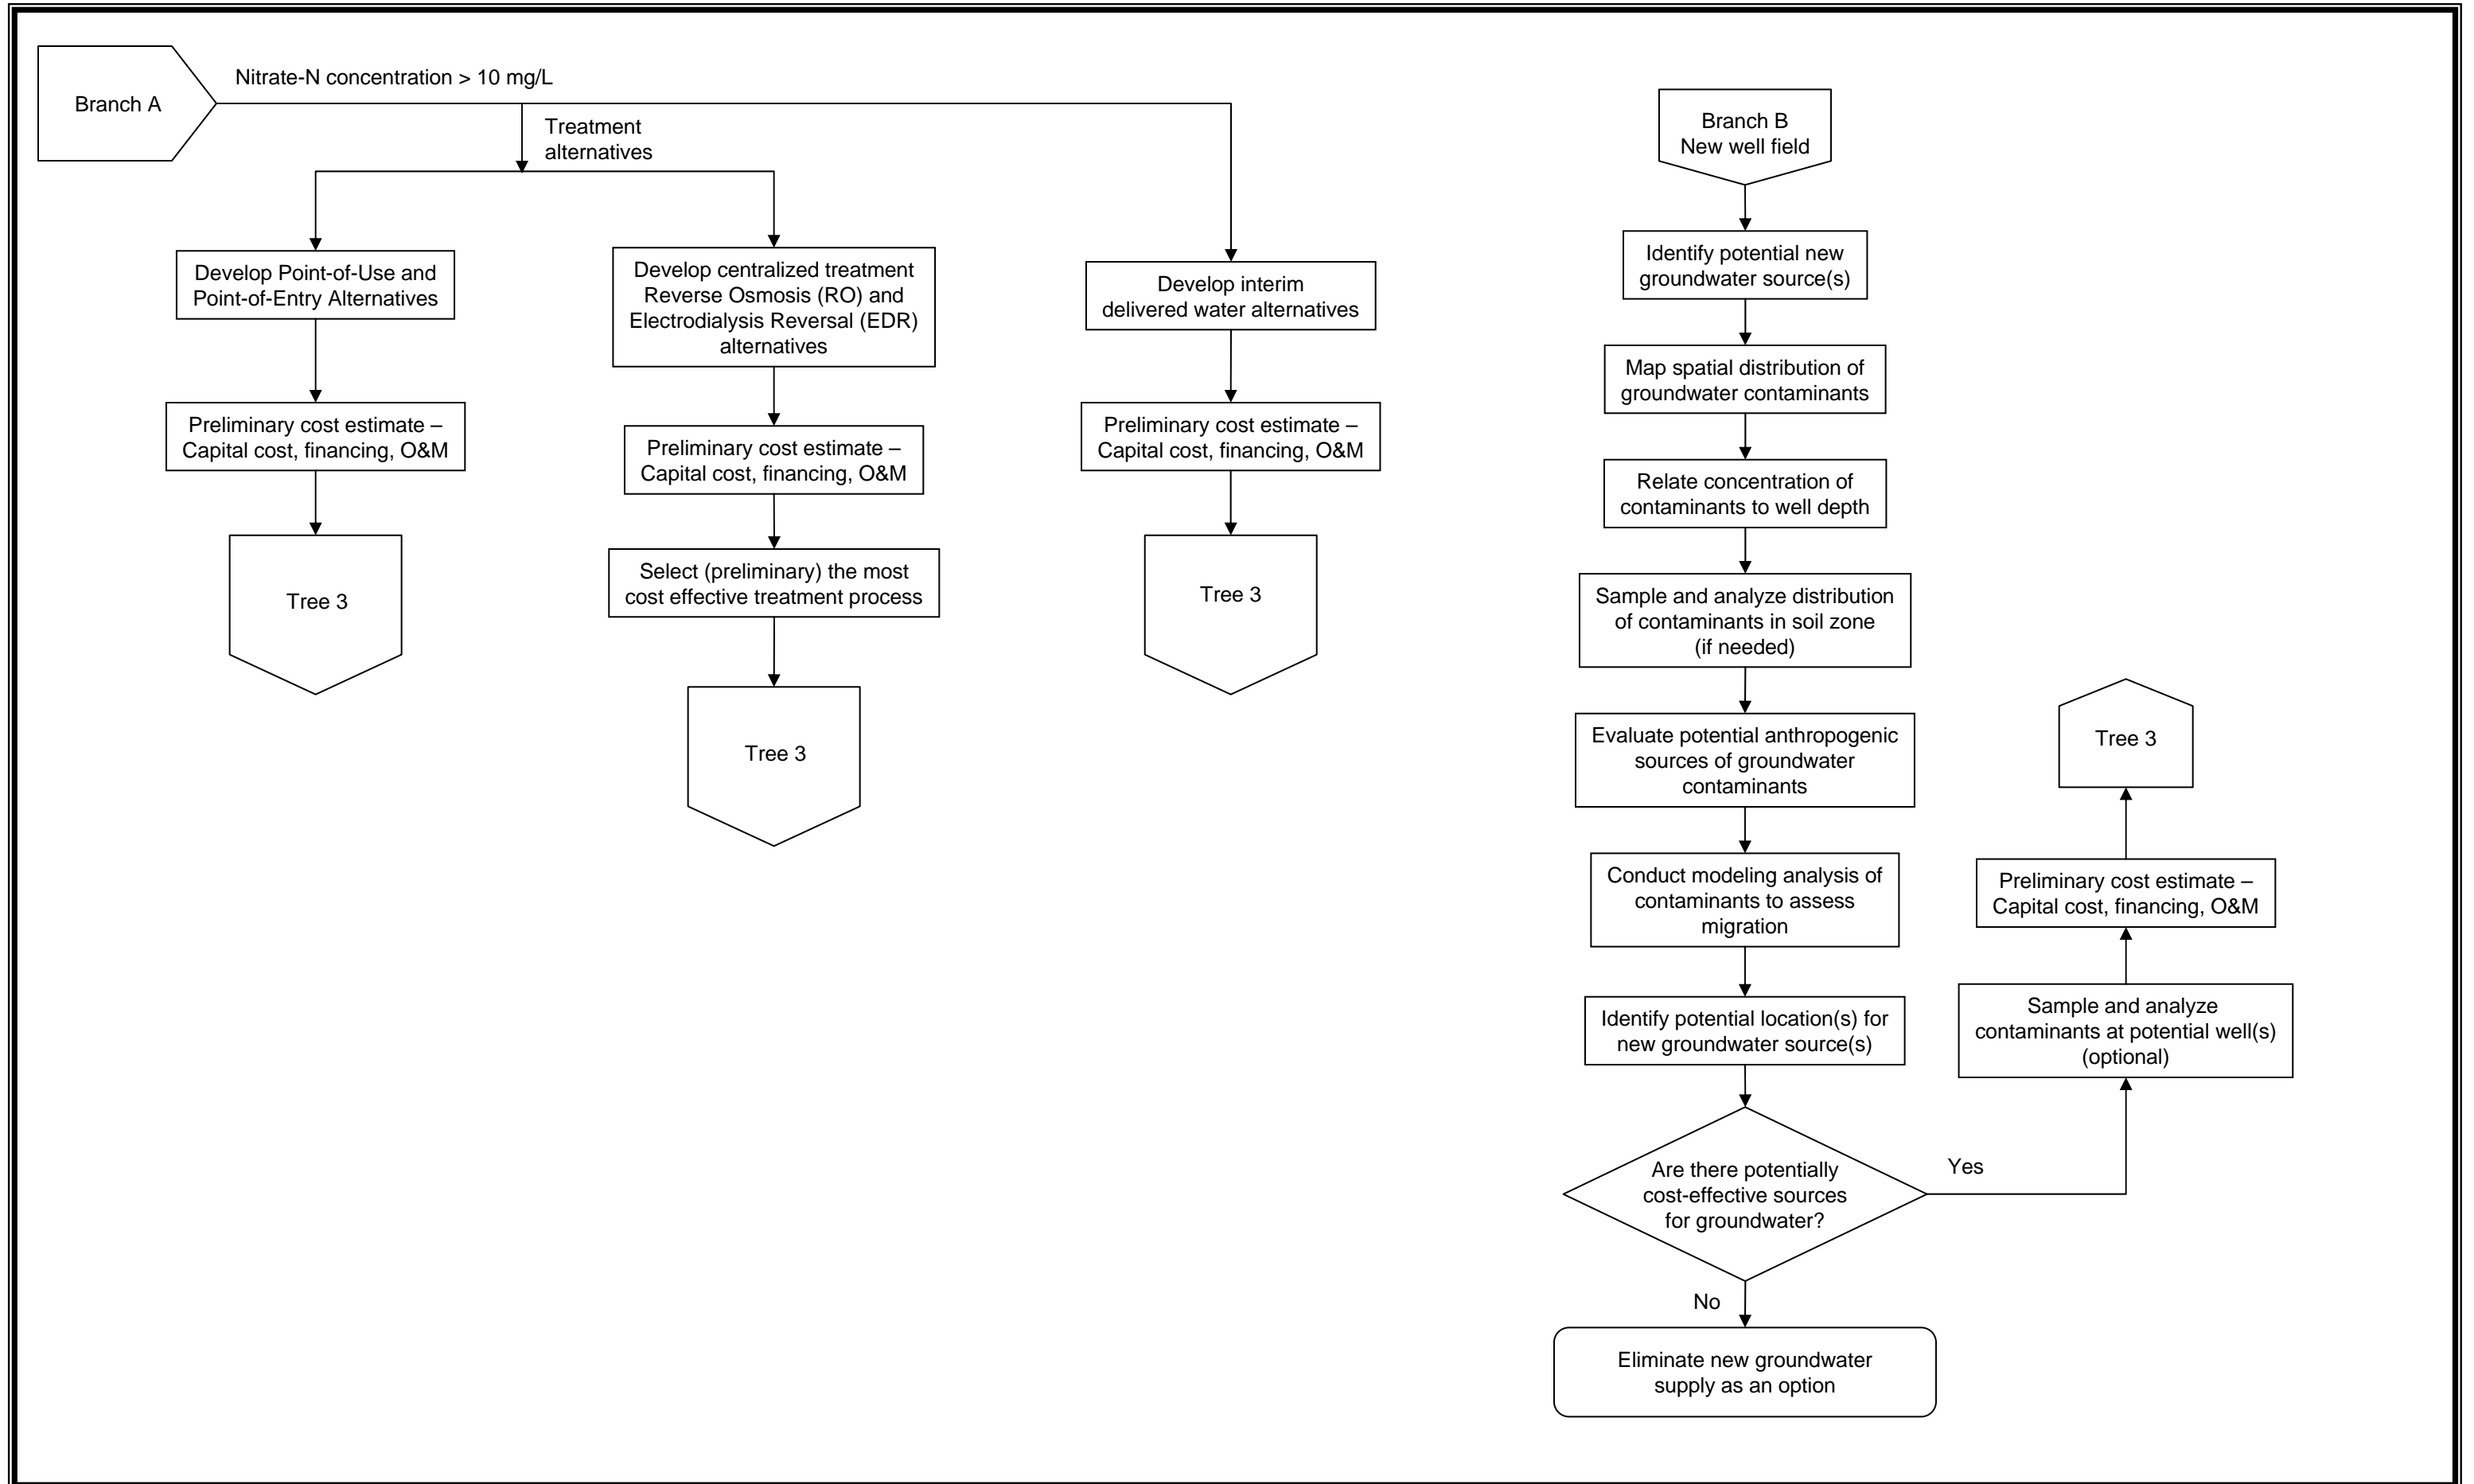 Branch A
Nitrate-N concentration > 10 mg/L
Treatment
alternatives
Develop Point-of-Use and
Point-of-Entry Alternatives
Preliminary cost estimate –
Capital cost, financing, O&M
Tree 3
Develop centralized treatment
Reverse Osmosis (RO) and
Electrodialysis Reversal (EDR)
alternatives
Preliminary cost estimate –
Capital cost, financing, O&M
Select (preliminary) the most
cost effective treatment process
Tree 3
Develop interim
delivered water alternatives
Preliminary cost estimate –
Capital cost, financing, O&M
Tree 3
Branch B
New well field
Identify potential new
groundwater source(s)
Map spatial distribution of
groundwater contaminants
Relate concentration of
contaminants to well depth
Sample and analyze distribution
of contaminants in soil zone
(if needed)
Evaluate potential anthropogenic
sources of groundwater
contaminants
Conduct modeling analysis of
contaminants to assess
migration
Identify potential location(s) for
new groundwater source(s)
Are there potentially
cost-effective sources
for groundwater?
No
Eliminate new groundwater
supply as an option
Yes
Sample and analyze
contaminants at potential well(s)
(optional)
Preliminary cost estimate –
Capital cost, financing, O&M
Tree 3